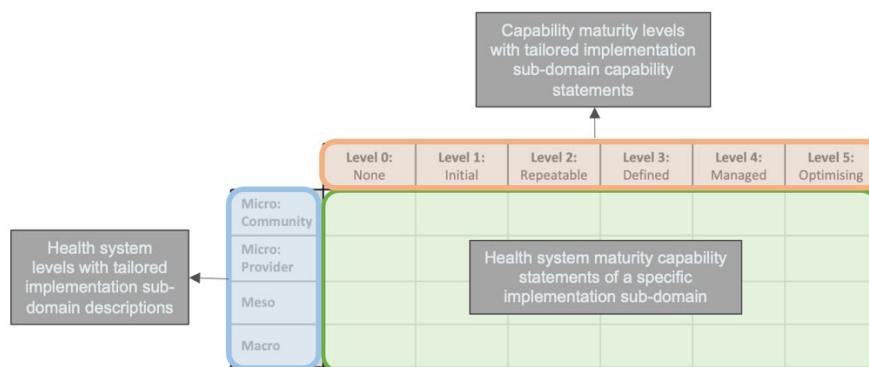 Capability maturity levels
with tailored implementation
sub-domain capability
statements
Level 0:
None
Level 1:
Initial
Level 2:
Repeatable
Level 3:
Defined
Level 4:
Managed
Level 5:
Optimising
Micro:
Community
Micro:
Provider
Meso
Macro
Health system
levels with tailored
implementation sub-
domain descriptions
Health system maturity capability
statements of a specific
implementation sub-domain